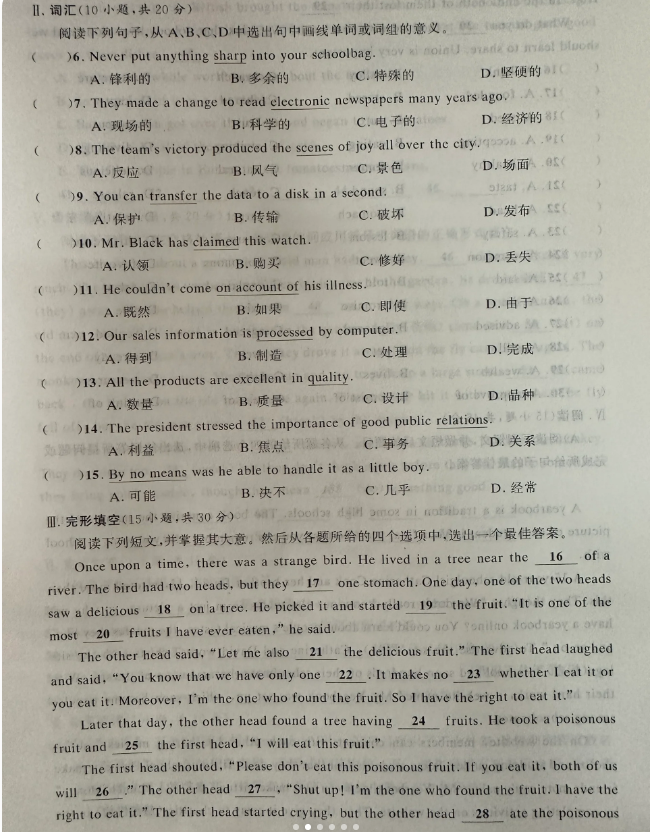 Ⅱ. 词汇(10 小题,共 20 分)
阅读下列句子,从 A、B、C、D 中选出句中画线单词或词组的意义。
( )6. Never put anything sharp into your schoolbag.
A. 锋利的 B. 多余的 C. 特殊的 D. 坚硬的
( )7. They made a change to read electronic newspapers many years ago.
A. 现场的 B. 科学的 C. 电子的 D. 经济的
( )8. The team's victory produced the scenes of joy all over the city.
A. 反应 B. 风气 C. 景色 D. 场面
( )9. You can transfer the data to a disk in a second.
A. 保护 B. 传输 C. 破坏 D. 发布
( )10. Mr. Black has claimed this watch.
A. 认领 B. 购买 C. 修好 D. 丢失
( )11. He couldn't come on account of his illness.
A. 既然 B. 如果 C. 即使 D. 由于
( )12. Our sales information is processed by computer.
A. 得到 B. 制造 C. 处理 D. 完成
( )13. All the products are excellent in quality.
A. 数量 B. 质量 C. 设计 D. 品种
( )14. The president stressed the importance of good public relations.
A. 利益 B. 焦点 C. 事务 D. 关系
( )15. By no means was he able to handle it as a little boy.
A. 可能 B. 决不 C. 几乎 D. 经常
Ⅲ. 完形填空(15 小题,共 30 分)
阅读下列短文,并掌握其大意。然后从各题所给的四个选项中,选出一个最佳答案。
Once upon a time, there was a strange bird. He lived in a tree near the 16 of a
river. The bird had two heads, but they 17 one stomach. One day, one of the two heads
saw a delicious 18 on a tree. He picked it and started 19 the fruit. "It is one of the
most 20 fruits I have ever eaten," he said.
The other head said, "Let me also 21 the delicious fruit." The first head laughed
and said, "You know that we have only one 22 . It makes no 23 whether I eat it or
you eat it. Moreover, I'm the one who found the fruit. So I have the right to eat it."
Later that day, the other head found a tree having 24 fruits. He took a poisonous
fruit and 25 the first head, "I will eat this fruit."
The first head shouted, "Please don't eat this poisonous fruit. If you eat it, both of us
will 26 ." The other head 27 , "Shut up! I'm the one who found the fruit. I have the
right to eat it." The first head started crying, but the other head 28 ate the poisonous